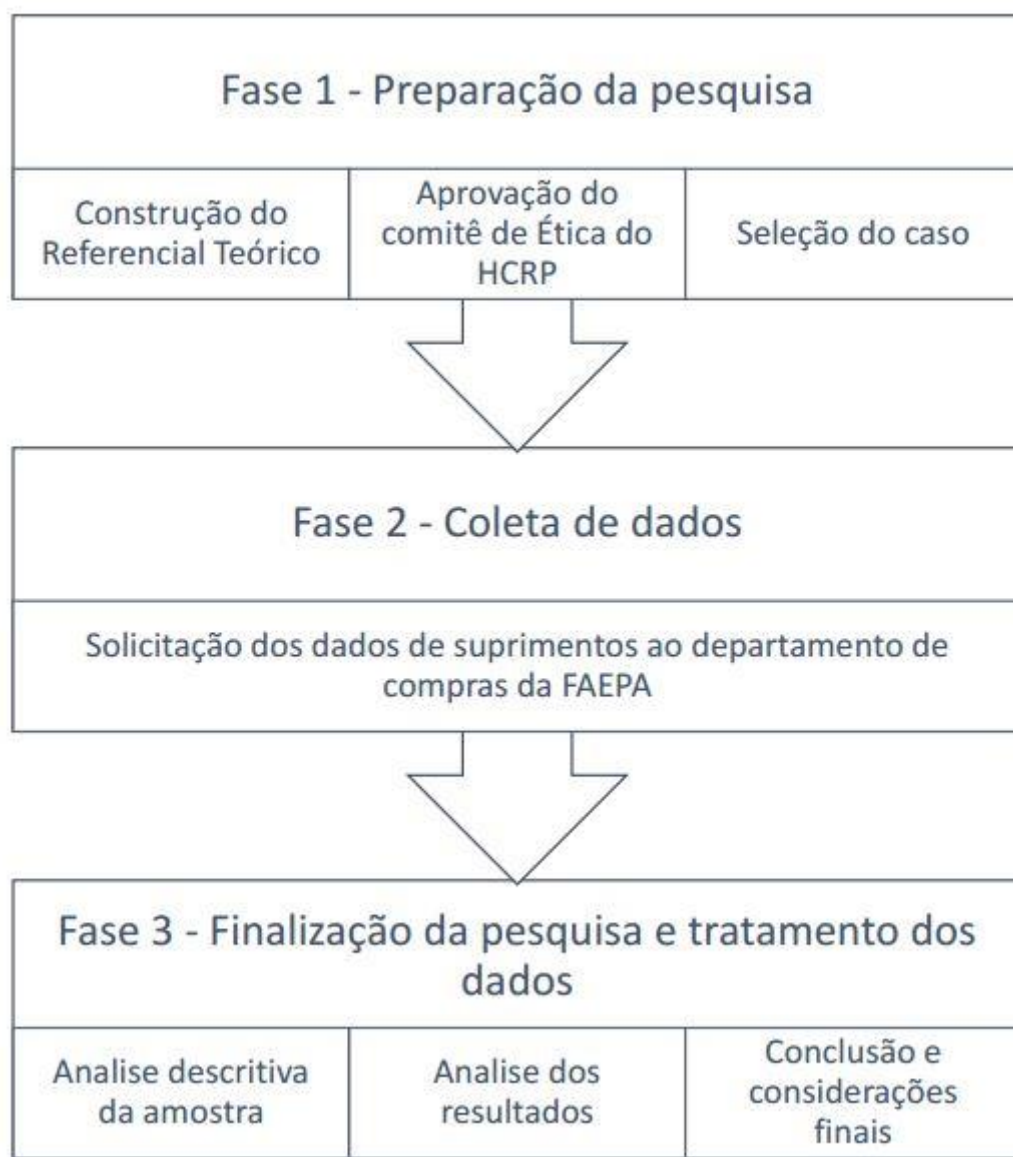 Fase 1 - Preparação da pesquisa
Construção do
Referencial Teórico
Aprovação do
comitê de Ética do
HCRP
Seleção do caso
Fase 2 - Coleta de dados
Solicitação dos dados de suprimentos ao departamento de
compras da FAEPA
Fase 3 - Finalização da pesquisa e tratamento dos
dados
Analise descritiva
da amostra
Analise dos
resultados
Conclusão e
considerações
finais